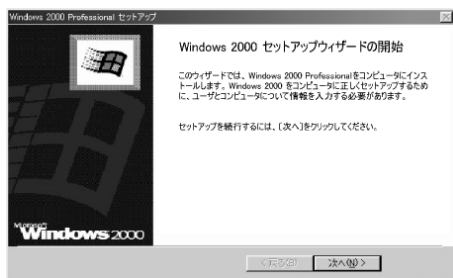 Windows 2000 Professional セットアップ
Windows 2000 セットアップウィザードの開始
このウィザードでは、Windows 2000 Professionalをコンピュータにインス
トールします。Windows 2000 をコンピュータに正しくセットアップするため
に、ユーザとコンピュータについて情報を入力する必要があります。
セットアップを続行するには、[次へ]をクリックしてください。
Microsoft
Windows 2000
< 戻る(B)
次へ(N) >